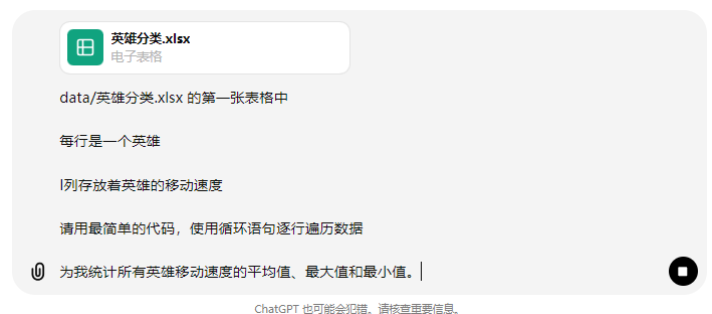 英雄分类.xlsx
电子表格
data/英雄分类.xlsx 的第一张表格中
每行是一个英雄
I列存放着英雄的移动速度
请用最简单的代码，使用循环语句逐行遍历数据
为我统计所有英雄移动速度的平均值、最大值和最小值。
ChatGPT 也可能会犯错。请核查重要信息。